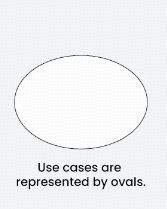 Use cases are
represented by ovals.